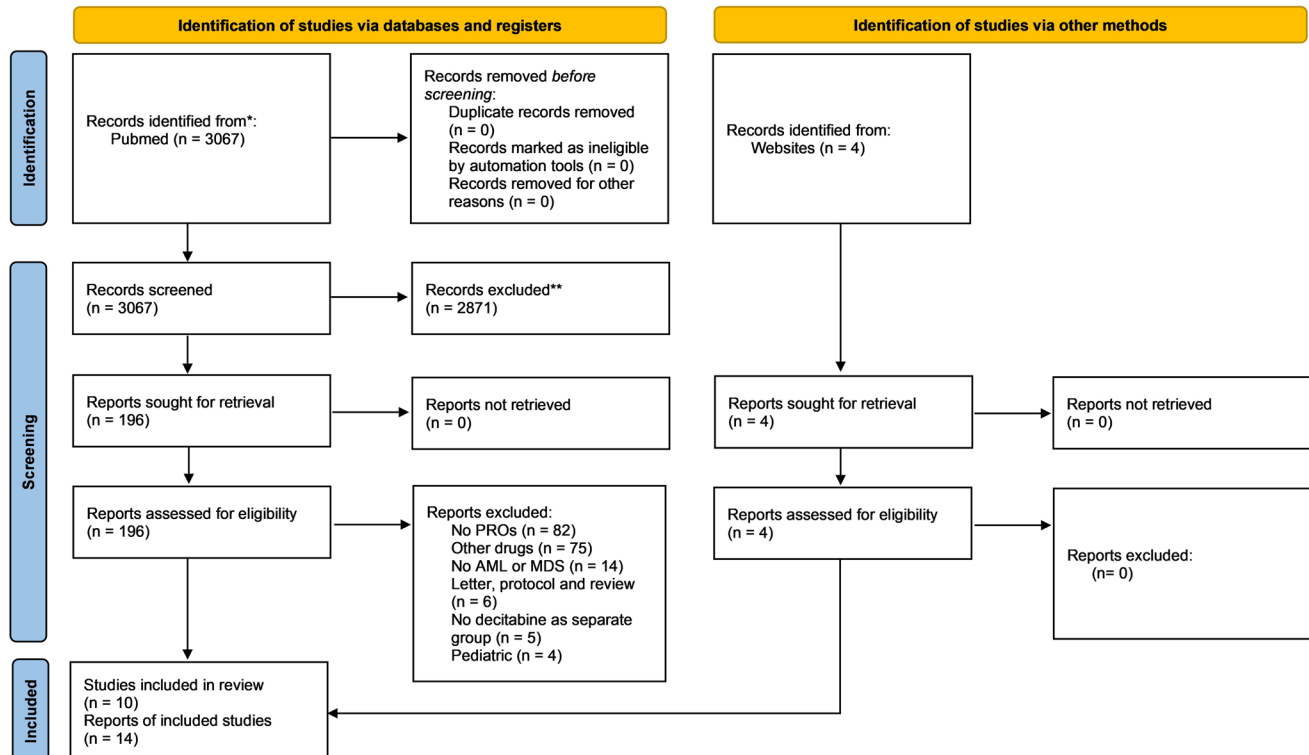 Identification of studies via databases and registers
Identification of studies via other methods
Identification
Records identified from*:
Pubmed (n = 3067)
Records removed before
screening:
Duplicate records removed
(n = 0)
Records marked as ineligible
by automation tools (n = 0)
Records removed for other
reasons (n = 0)
Records identified from:
Websites (n = 4)
Screening
Records screened
(n = 3067)
Records excluded**
(n = 2871)
Reports sought for retrieval
(n = 196)
Reports not retrieved
(n = 0)
Reports sought for retrieval
(n = 4)
Reports not retrieved
(n = 0)
Reports assessed for eligibility
(n = 196)
Reports excluded:
No PROs (n = 82)
Other drugs (n = 75)
No AML or MDS (n = 14)
Letter, protocol and review
(n = 6)
No decitabine as separate
group (n = 5)
Pediatric (n = 4)
Reports assessed for eligibility
(n = 4)
Reports excluded:
(n= 0)
Included
Studies included in review
(n = 10)
Reports of included studies
(n = 14)